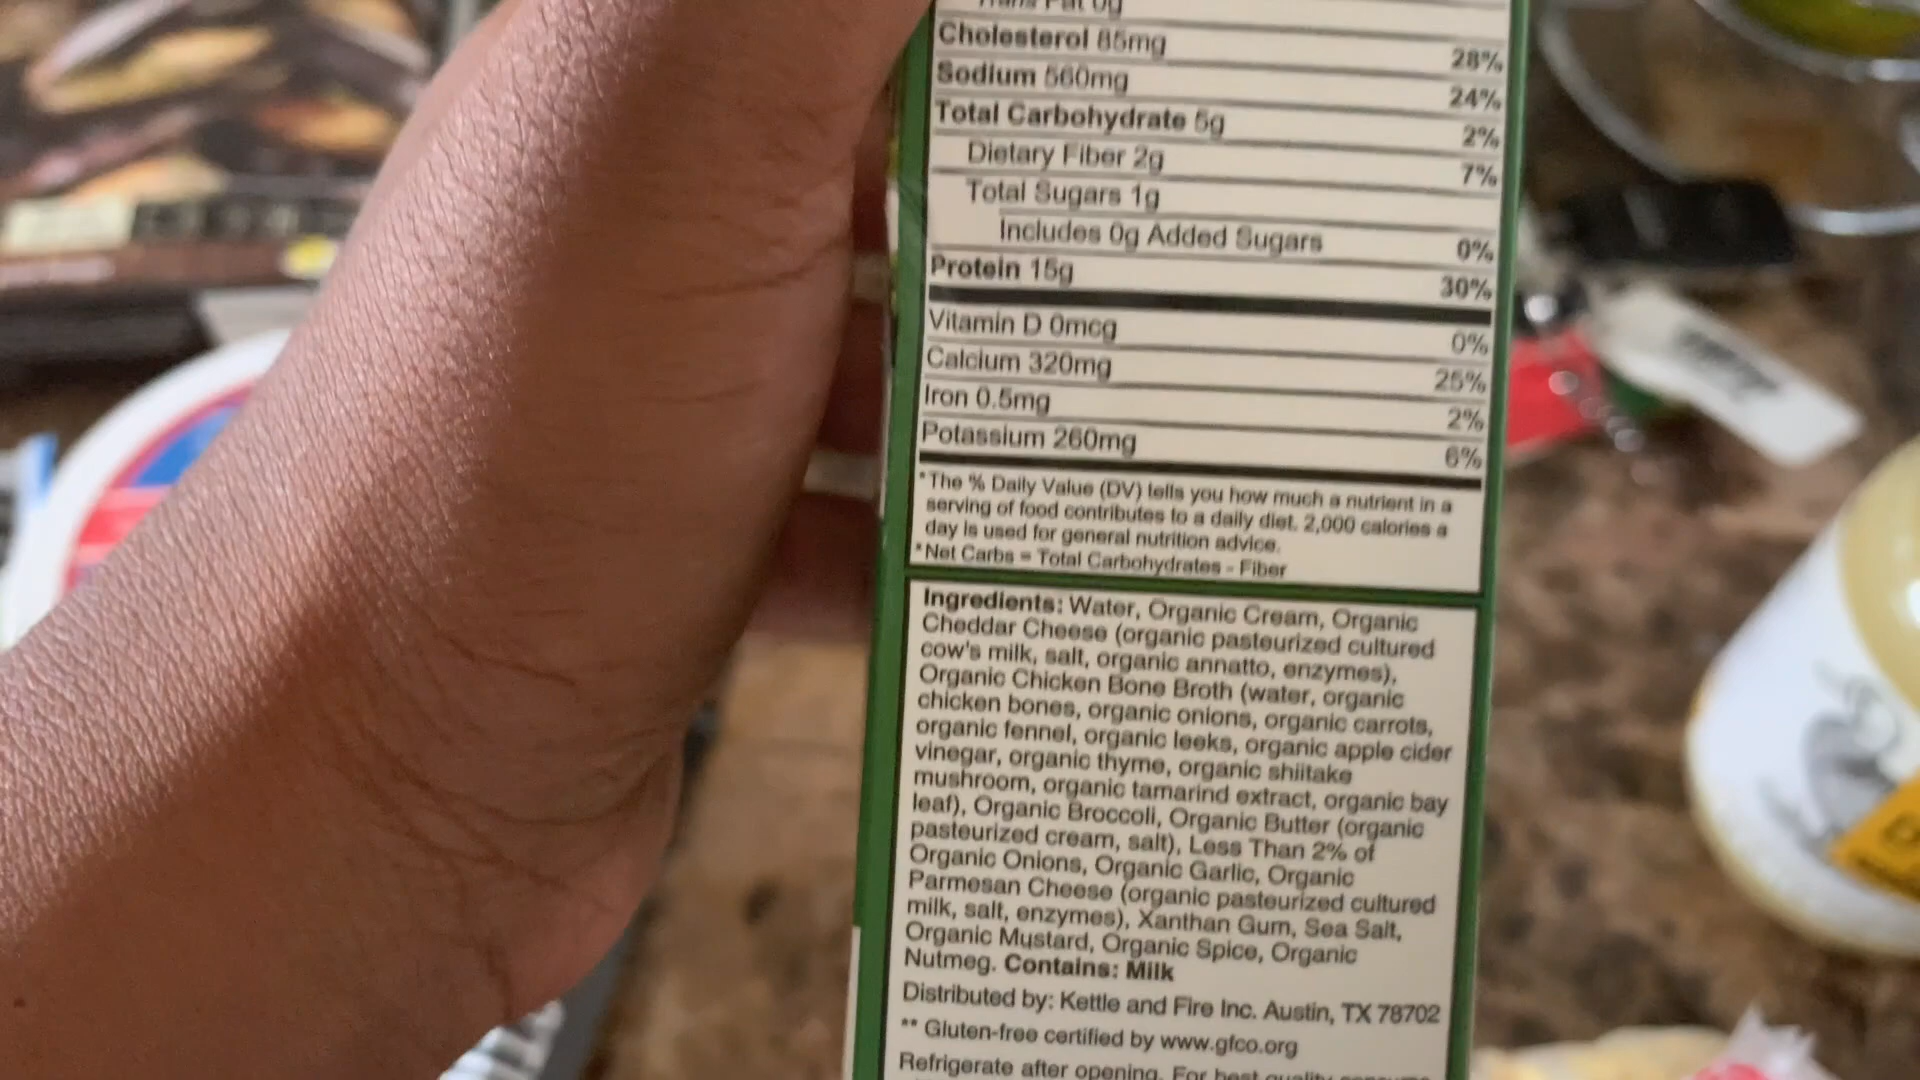 Trans Fat 0g
Cholesterol 85mg 28%
Sodium 560mg 24%
Total Carbohydrate 5g 2%
Dietary Fiber 2g 7%
Total Sugars 1g
Includes 0g Added Sugars 0%
Protein 15g 30%
Vitamin D 0mcg 0%
Calcium 320mg 25%
Iron 0.5mg 2%
Potassium 260mg 6%
*The % Daily Value (DV) tells you how much a nutrient in a
serving of food contributes to a daily diet. 2,000 calories a
day is used for general nutrition advice.
*Net Carbs = Total Carbohydrates - Fiber
Ingredients: Water, Organic Cream, Organic
Cheddar Cheese (organic pasteurized cultured
cow's milk, salt, organic annatto, enzymes),
Organic Chicken Bone Broth (water, organic
chicken bones, organic onions, organic carrots,
organic fennel, organic leeks, organic apple cider
vinegar, organic thyme, organic shiitake
mushroom, organic tamarind extract, organic bay
leaf), Organic Broccoli, Organic Butter (organic
pasteurized cream, salt), Less Than 2% of
Organic Onions, Organic Garlic, Organic
Parmesan Cheese (organic pasteurized cultured
milk, salt, enzymes), Xanthan Gum, Sea Salt,
Organic Mustard, Organic Spice, Organic
Nutmeg. Contains: Milk
Distributed by: Kettle and Fire Inc. Austin, TX 78702
** Gluten-free certified by www.gfco.org
Refrigerate after opening. For best quality